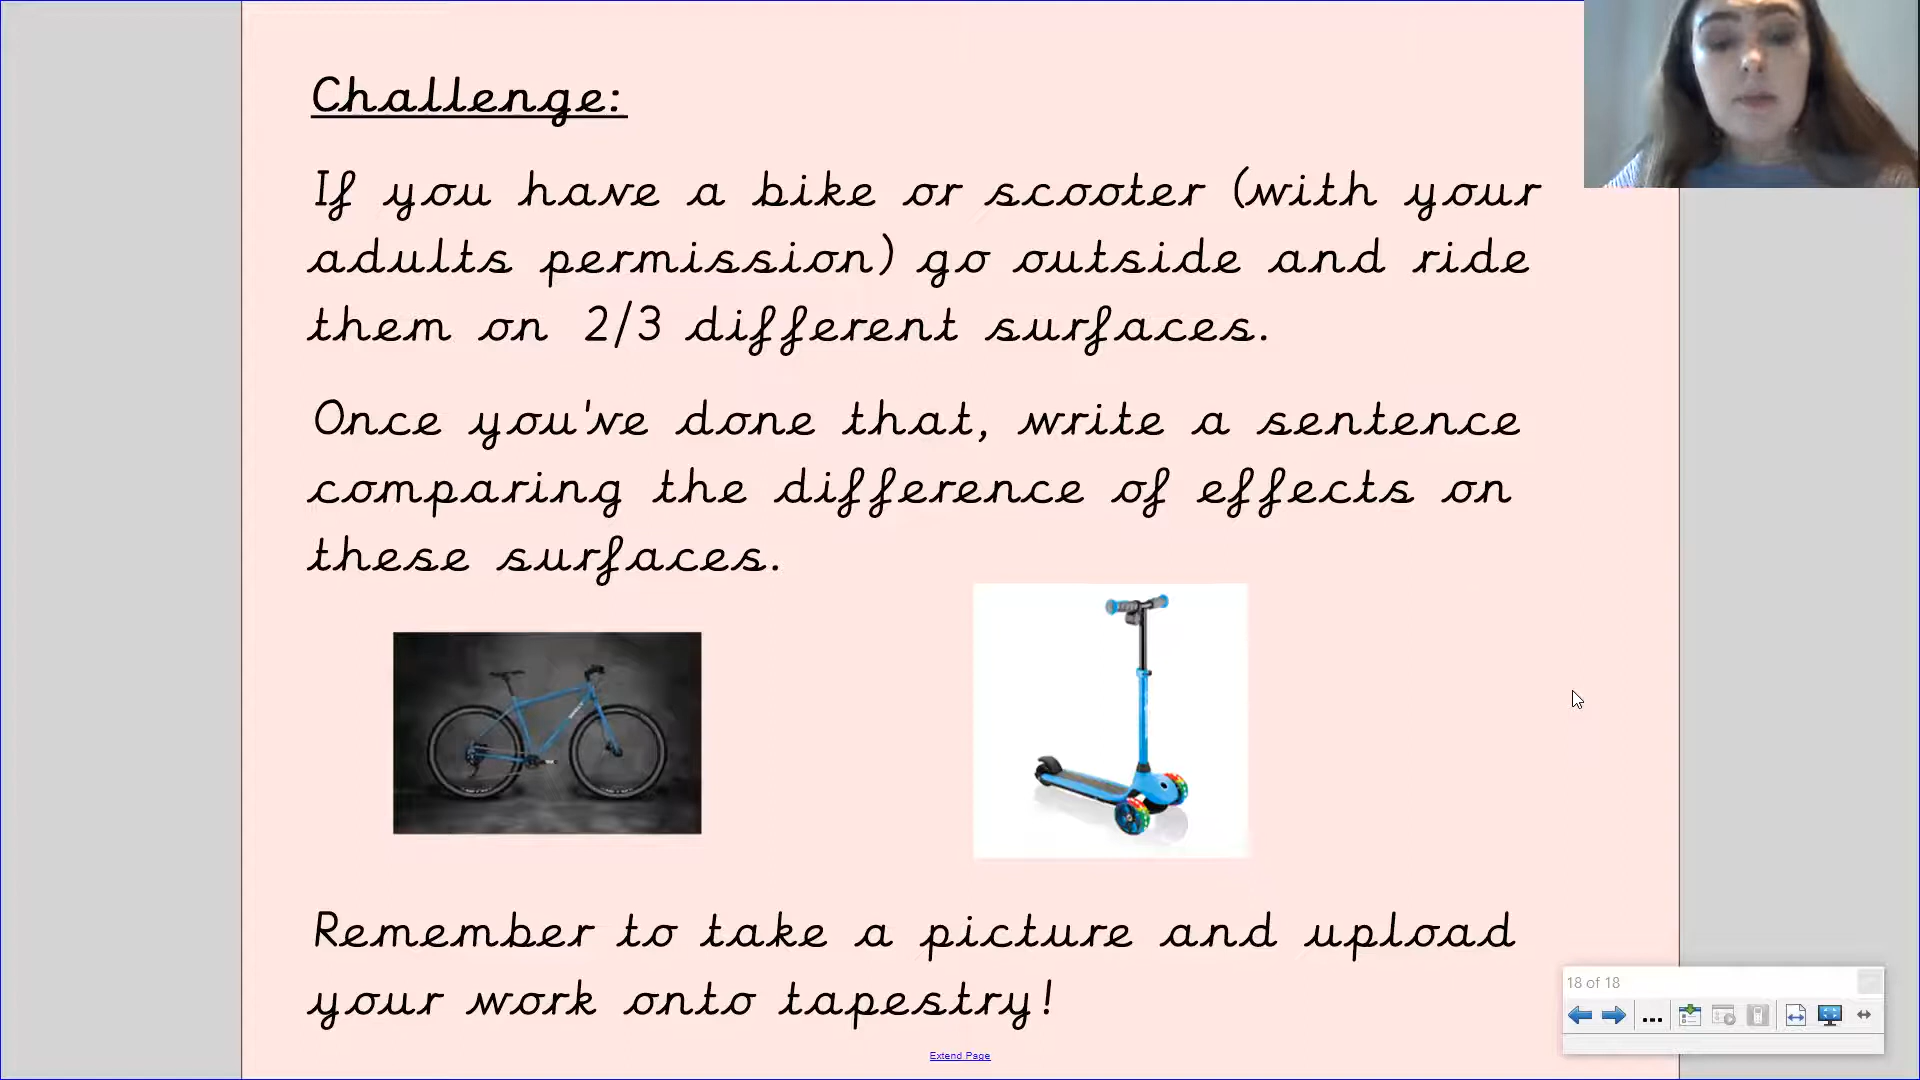 Challenge:
If you have a bike or scooter (with your
adults permission) go outside and ride
them on 2/3 different surfaces.
Once you've done that, write a sentence
comparing the difference of effects on
these surfaces.
Remember to take a picture and upload
your work onto tapestry!
Extend Page
18 of 18
...